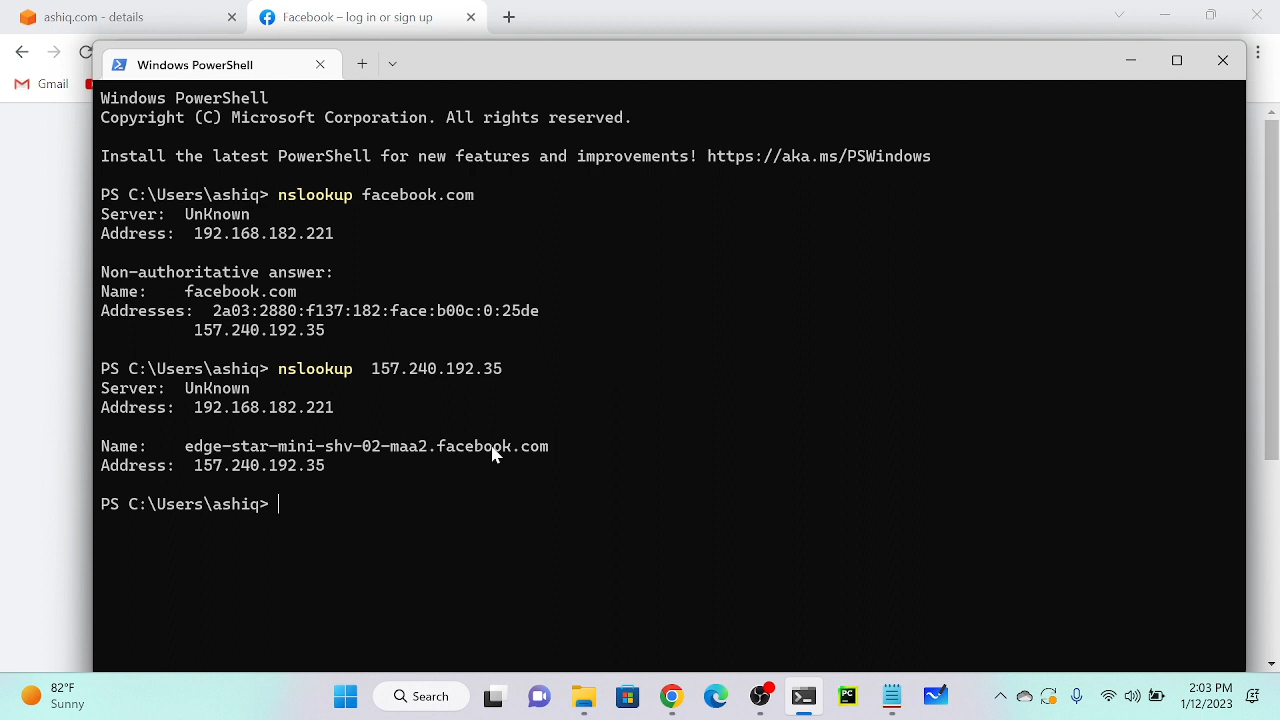 ashiq.com - details
Facebook – log in or sign up
Gmail
Windows PowerShell
Windows PowerShell
Copyright (C) Microsoft Corporation. All rights reserved.
Install the latest PowerShell for new features and improvements! https://aka.ms/PSWindows
PS C:\Users\ashiq> nslookup facebook.com
Server:  UnKnown
Address:  192.168.182.221
Non-authoritative answer:
Name:    facebook.com
Addresses:  2a03:2880:f137:182:face:b00c:0:25de
157.240.192.35
PS C:\Users\ashiq> nslookup  157.240.192.35
Server:  UnKnown
Address:  192.168.182.221
Name:    edge-star-mini-shv-02-maa2.facebook.com
Address:  157.240.192.35
PS C:\Users\ashiq>
82°F
Sunny
Search
PC
2:03 PM
1/12/2023